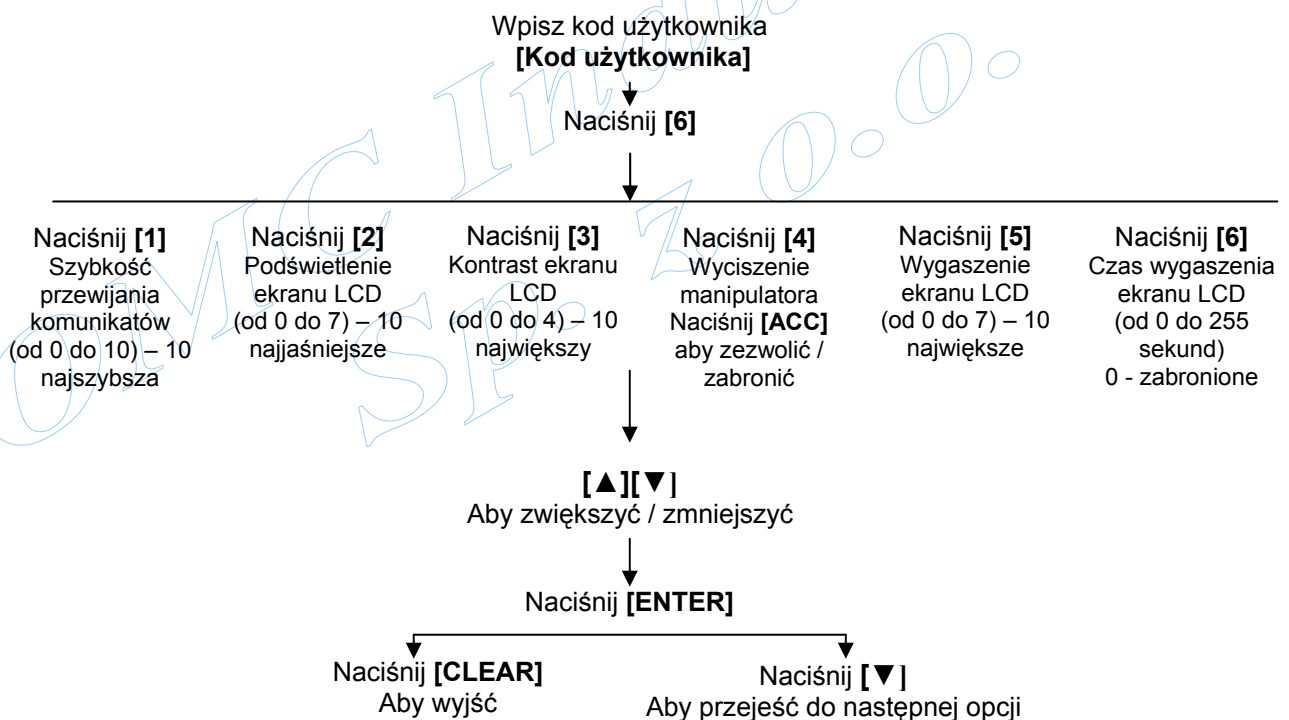 Wpisz kod użytkownika
[Kod użytkownika]
Naciśnij [6]
Naciśnij [1]
Szybkość
przewijania
komunikatów
(od 0 do 10) – 10
najszybsza
Naciśnij [2]
Podświetlenie
ekranu LCD
(od 0 do 7) – 10
najjaśniejsze
Naciśnij [3]
Kontrast ekranu
LCD
(od 0 do 4) – 10
największy
Naciśnij [4]
Wyciszenie
manipulatora
Naciśnij [ACC]
aby zezwolić /
zabronić
Naciśnij [5]
Wygaszenie
ekranu LCD
(od 0 do 7) – 10
największe
Naciśnij [6]
Czas wygaszenia
ekranu LCD
(od 0 do 255
sekund)
0 - zabronione
[▲][▼]
Aby zwiększyć / zmniejszyć
Naciśnij [ENTER]
Naciśnij [CLEAR]
Aby wyjść
Naciśnij [▼]
Aby przejeść do następnej opcji
OMC
Sp. z o.o.